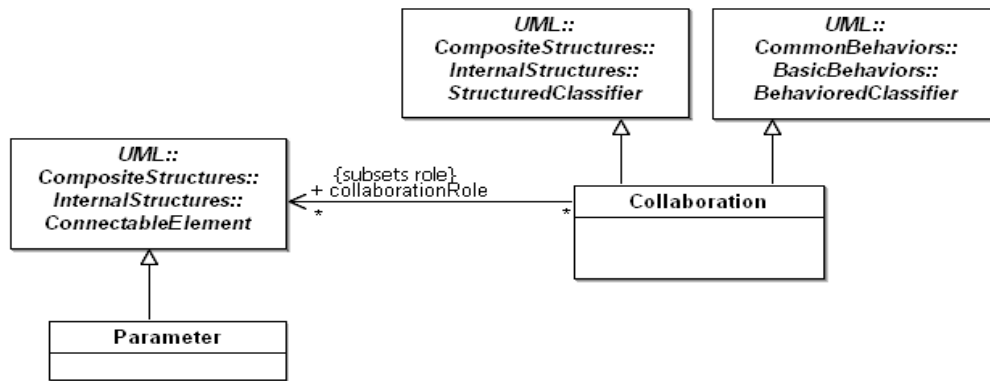 UML::
CompositeStructures::
InternalStructures::
StructuredClassifier
UML::
CommonBehaviors::
BasicBehaviors::
BehavioredClassifier
UML::
CompositeStructures::
InternalStructures::
ConnectableElement
{subsets role}
+ collaborationRole
*
*
Collaboration
Parameter